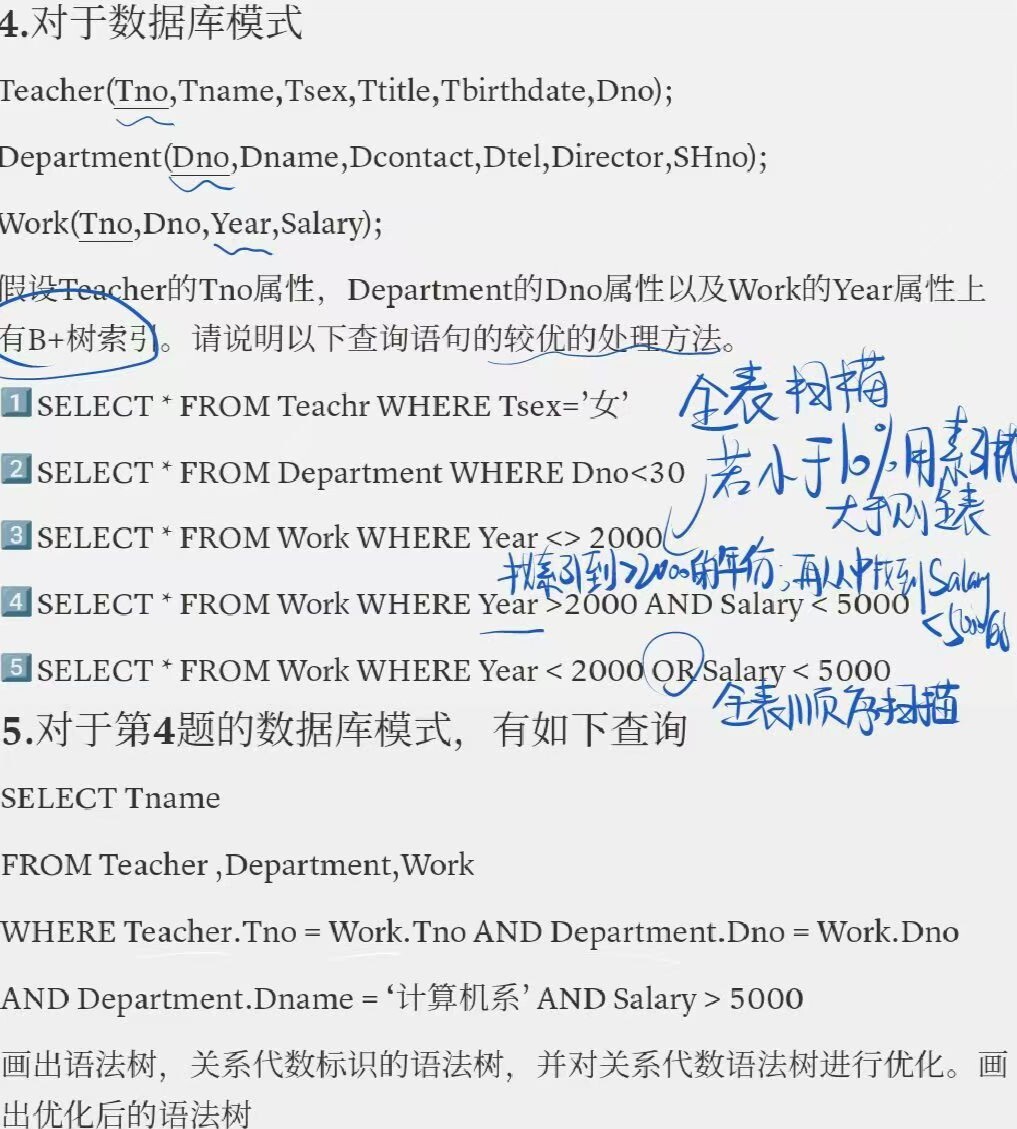 4.对于数据库模式
Teacher(Tno,Tname,Tsex,Ttitle,Tbirthdate,Dno);
Department(Dno,Dname,Dcontact,Dtel,Director,SHno);
Work(Tno,Dno,Year,Salary);
假设Teacher的Tno属性，Department的Dno属性以及Work的Year属性上
有B+树索引。请说明以下查询语句的较优的处理方法。
1 SELECT * FROM Teachr WHERE Tsex='女'
全表扫描
2 SELECT * FROM Department WHERE Dno<30
若小于10%用索引
大于则全表
3 SELECT * FROM Work WHERE Year <> 2000
找索引到>2000的年份，再从中找到Salary
<5000的
4 SELECT * FROM Work WHERE Year >2000 AND Salary < 5000
5 SELECT * FROM Work WHERE Year < 2000 OR Salary < 5000
全表顺序扫描
5.对于第4题的数据库模式，有如下查询
SELECT Tname
FROM Teacher ,Department,Work
WHERE Teacher.Tno = Work.Tno AND Department.Dno = Work.Dno
AND Department.Dname = ‘计算机系’ AND Salary > 5000
画出语法树，关系代数标识的语法树，并对关系代数语法树进行优化。画
出优化后的语法树